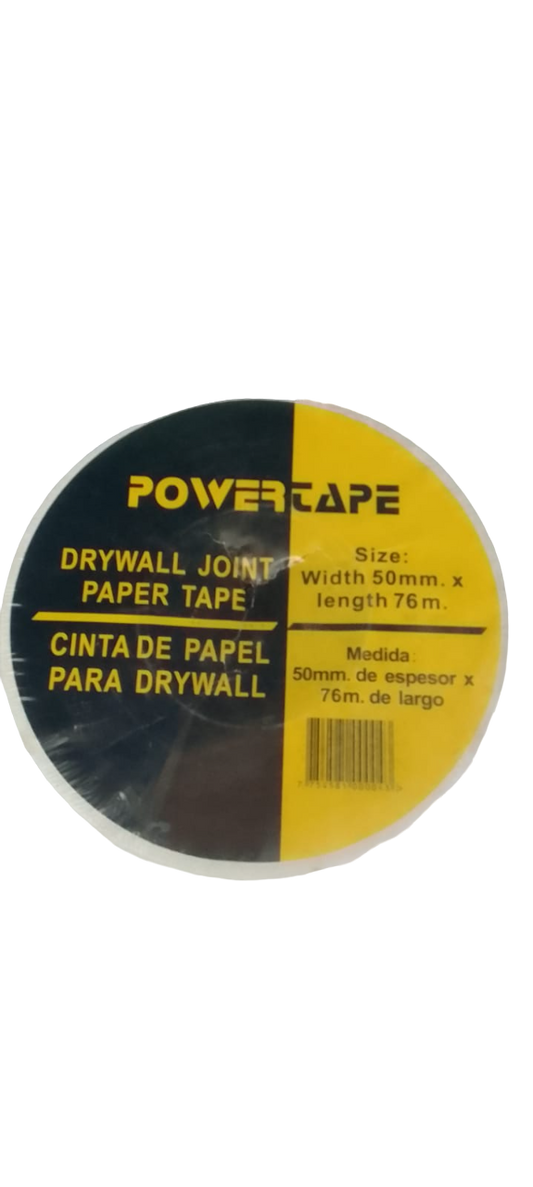 POWERTAPE
DRYWALL JOINT
PAPER TAPE
CINTA DE PAPEL
PARA DRYWALL
Size:
Width 50mm. x
length 76m.
Medida:
50mm. de espesor x
76m. de largo